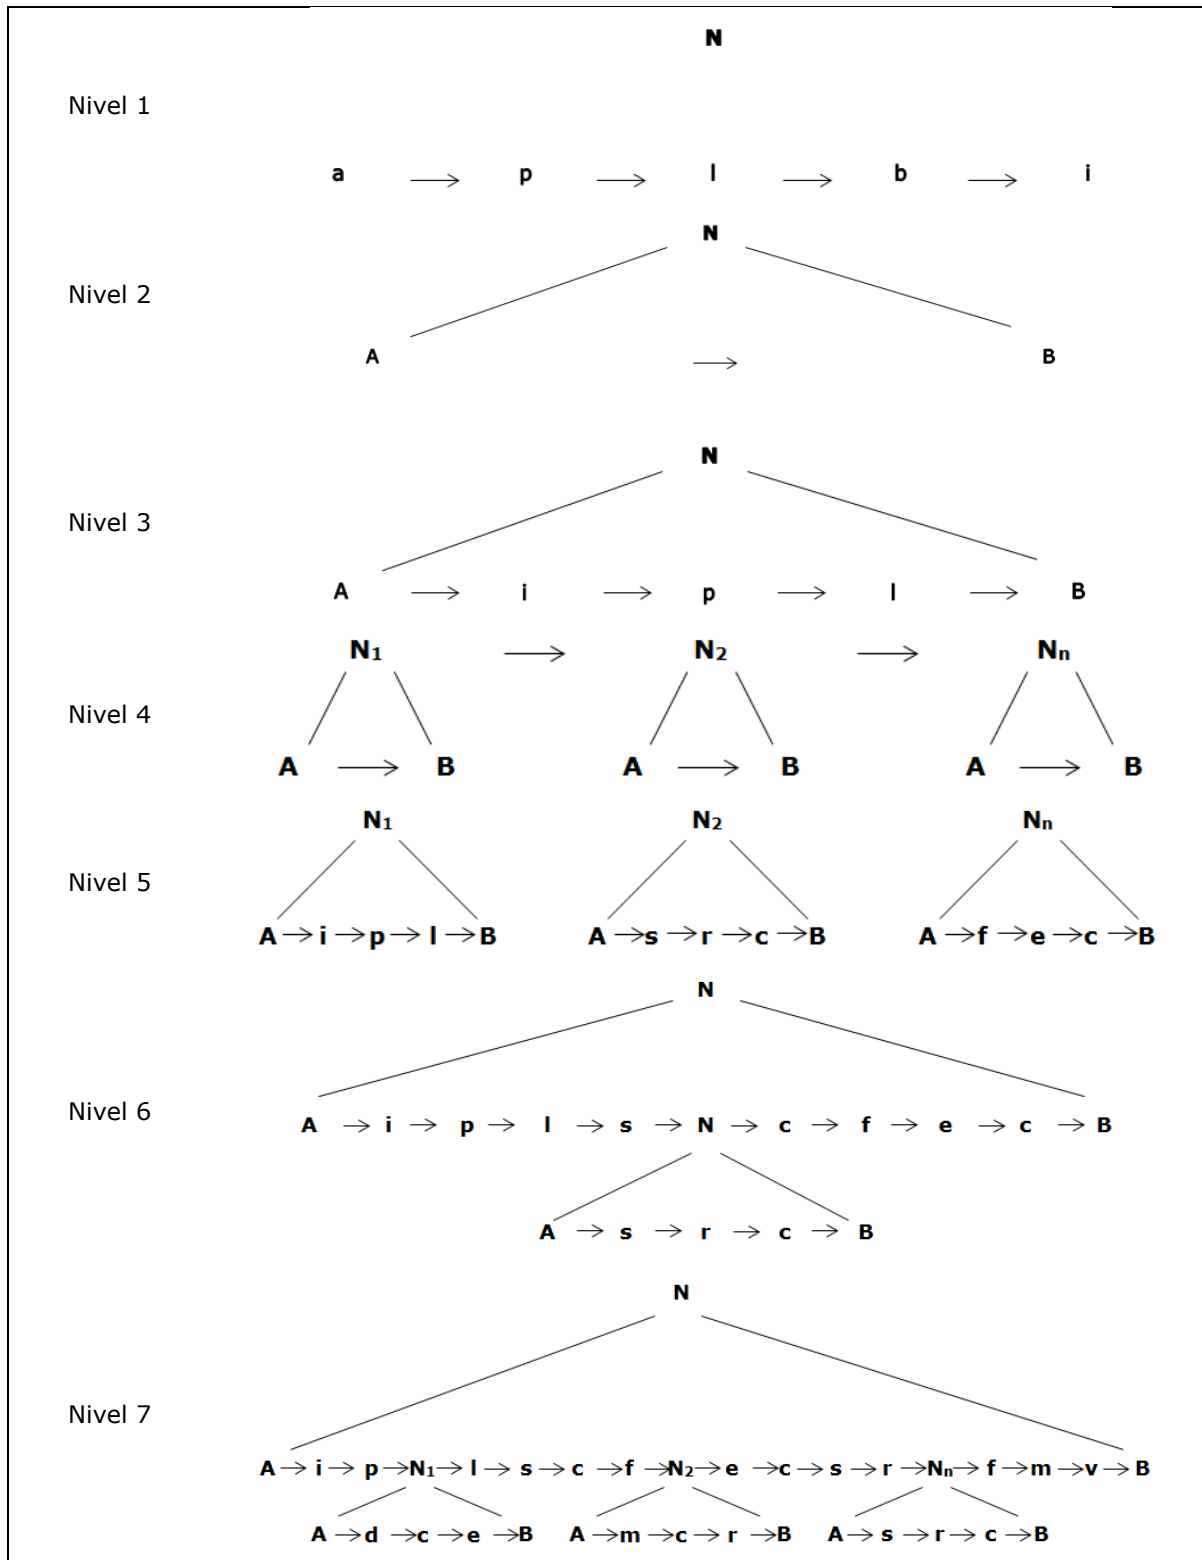 N
Nivel 1
a → p → l → b → i
N
Nivel 2
A → B
N
Nivel 3
A → i → p → l → B
N1 → N2 → Nn
Nivel 4
A → B A → B A → B
N1 N2 Nn
Nivel 5
A → i → p → l → B A → s → r → c → B A → f → e → c → B
N
Nivel 6
A → i → p → l → s → N → c → f → e → c → B
A → s → r → c → B
N
Nivel 7
A → i → p → N1 → l → s → c → f → N2 → e → c → s → r → Nn → f → m → v → B
A → d → c → e → B A → m → c → r → B A → s → r → c → B